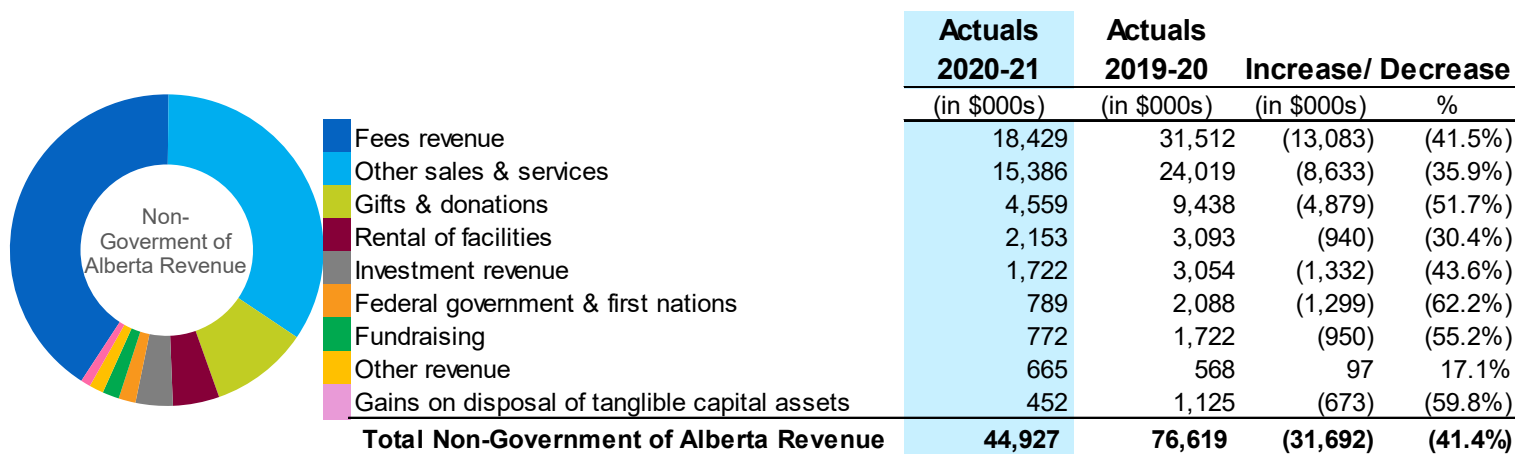 Actuals Actuals
2020-21 2019-20 Increase/ Decrease
(in $000s) (in $000s) (in $000s) %
Fees revenue 18,429 31,512 (13,083) (41.5%)
Other sales & services 15,386 24,019 (8,633) (35.9%)
Gifts & donations 4,559 9,438 (4,879) (51.7%)
Rental of facilities 2,153 3,093 (940) (30.4%)
Investment revenue 1,722 3,054 (1,332) (43.6%)
Federal government & first nations 789 2,088 (1,299) (62.2%)
Fundraising 772 1,722 (950) (55.2%)
Other revenue 665 568 97 17.1%
Gains on disposal of tanglible capital assets 452 1,125 (673) (59.8%)
Total Non-Government of Alberta Revenue 44,927 76,619 (31,692) (41.4%)
Non-
Goverment of
Alberta Revenue